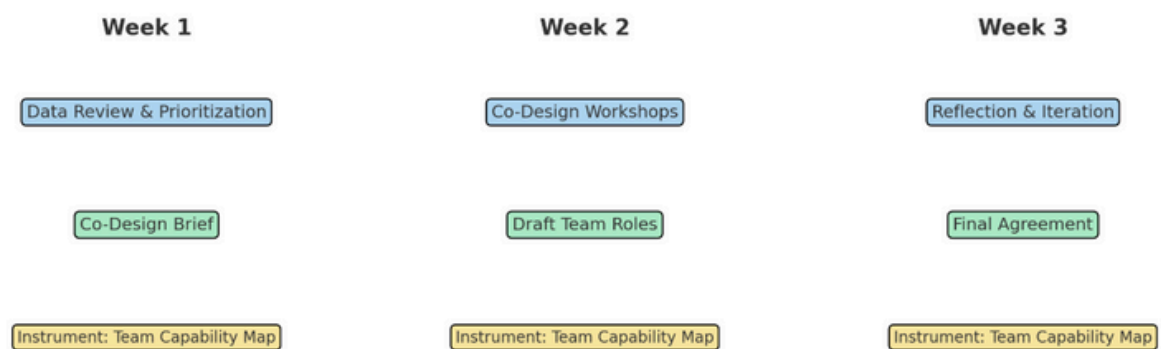 Week 1
Week 2
Week 3
Data Review & Prioritization
Co-Design Workshops
Reflection & Iteration
Co-Design Brief
Draft Team Roles
Final Agreement
Instrument: Team Capability Map
Instrument: Team Capability Map
Instrument: Team Capability Map